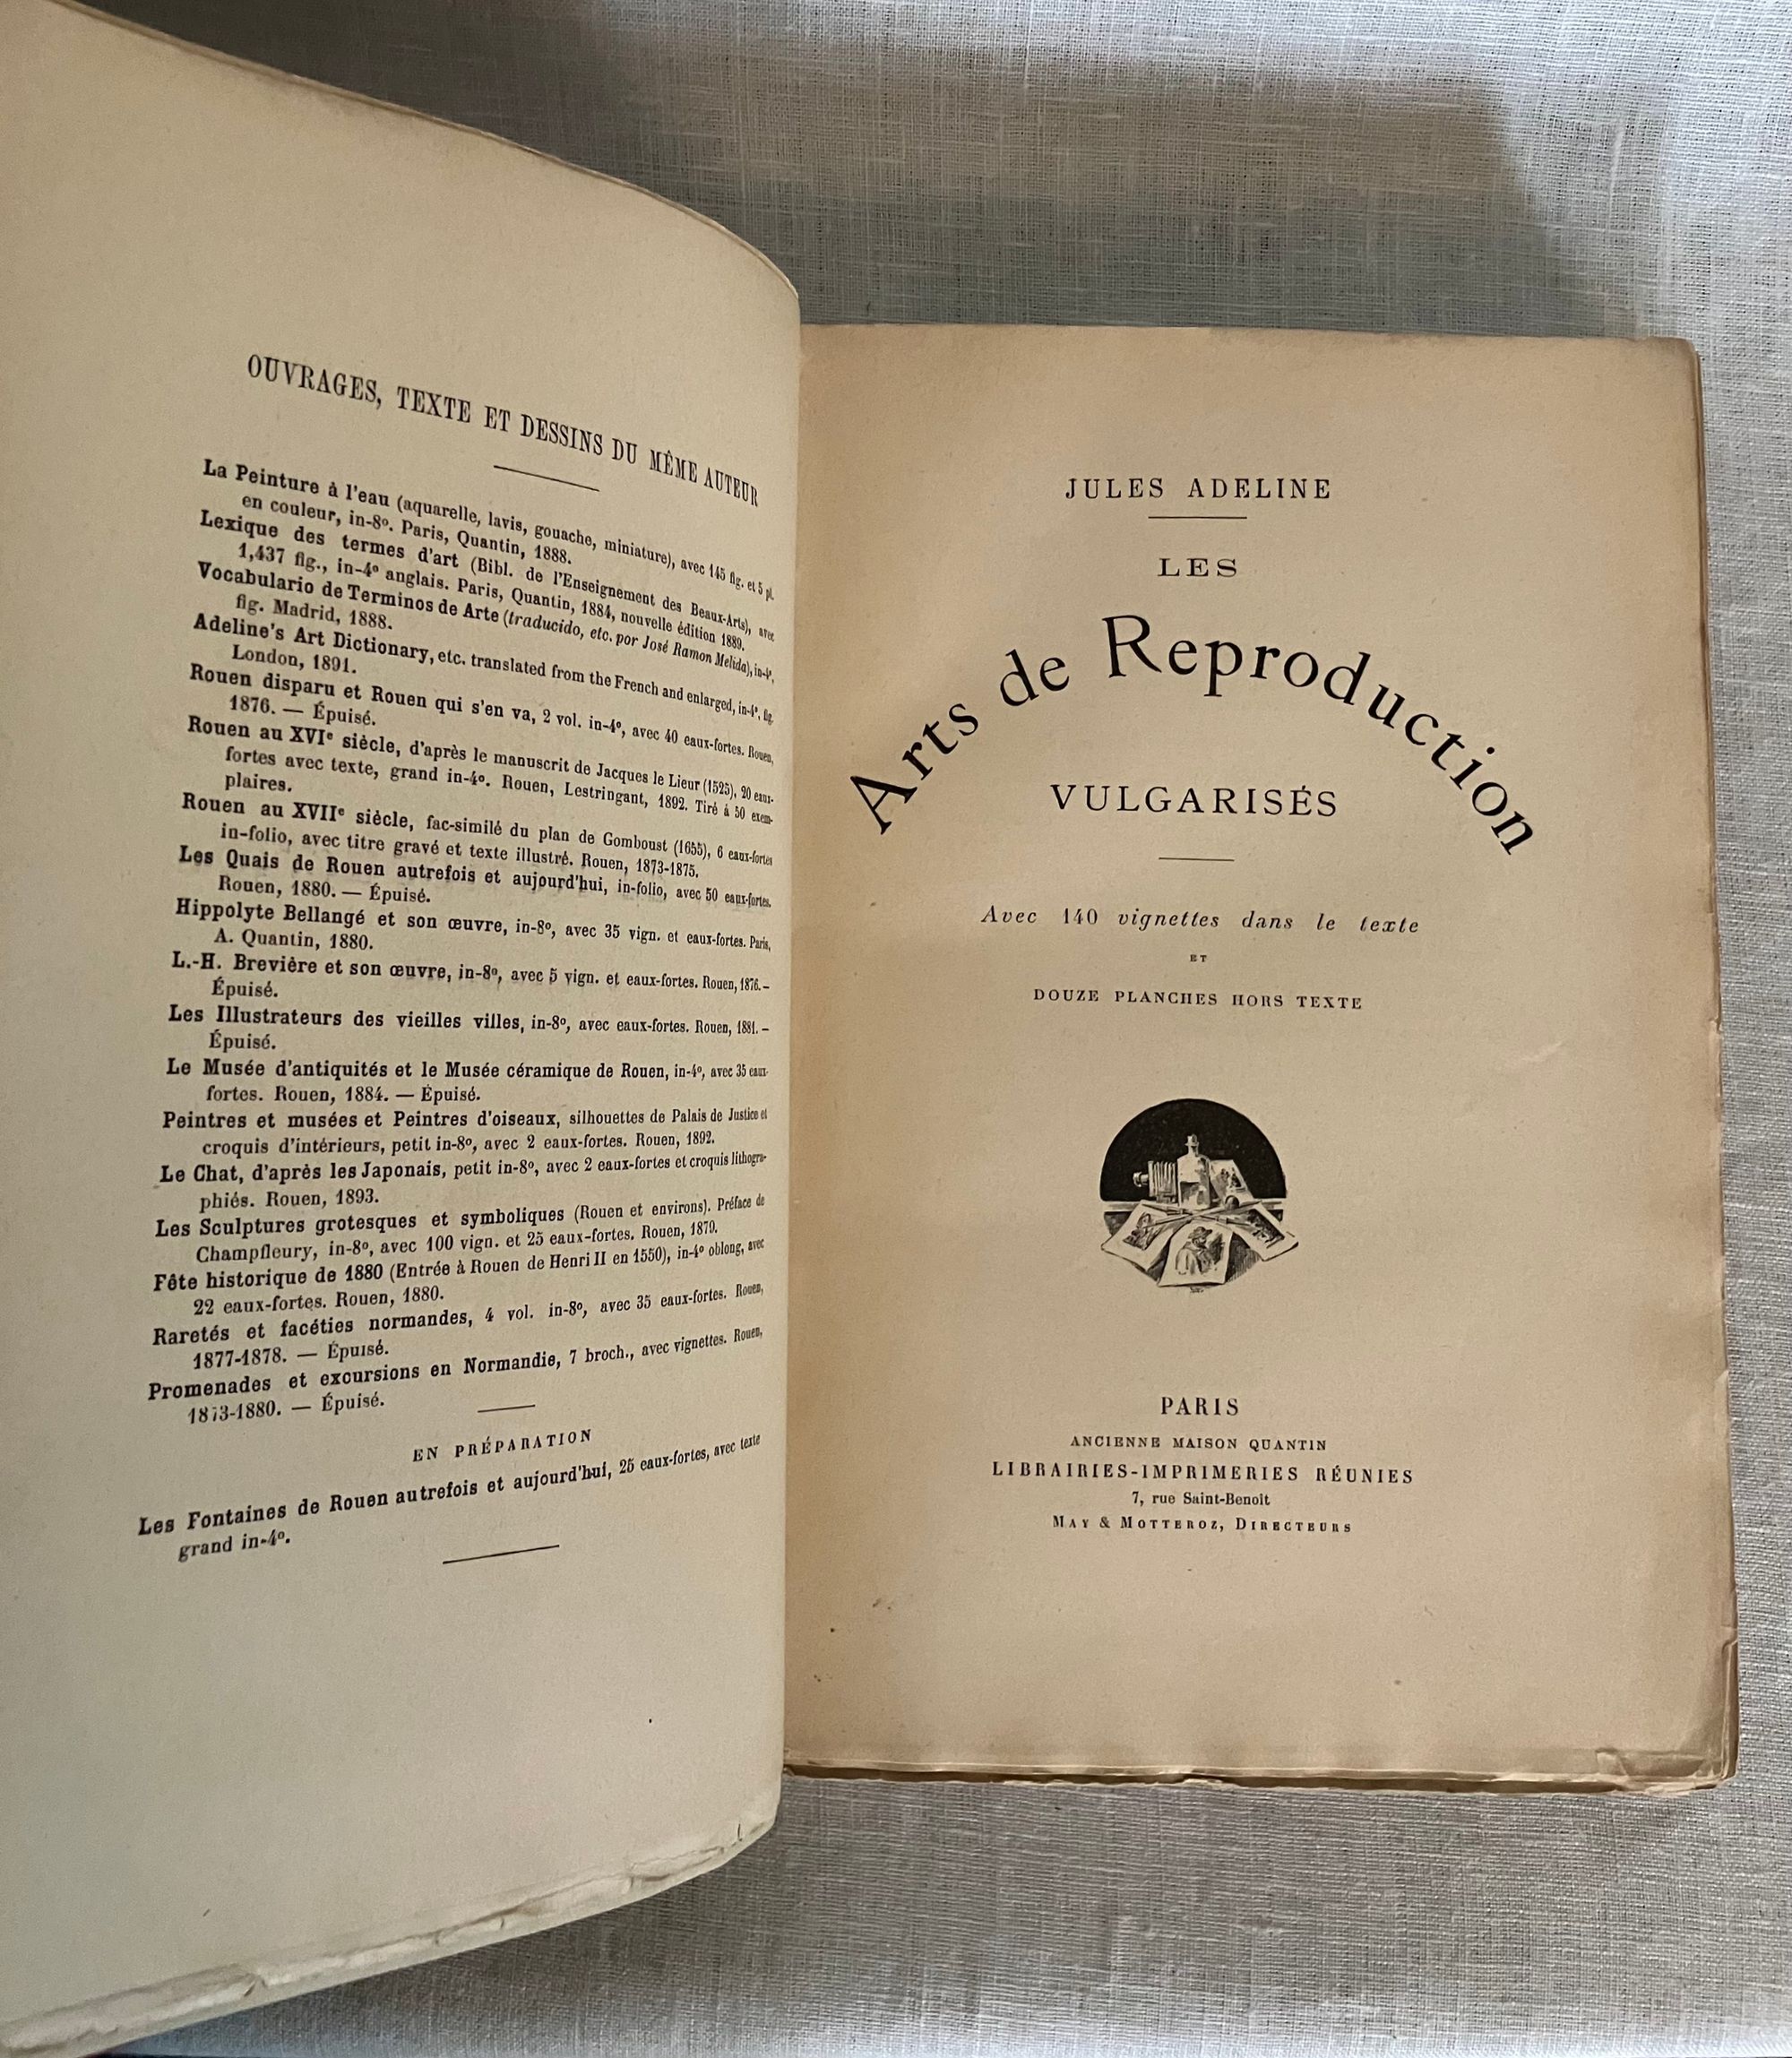 OUVRAGES, TEXTE ET DESSINS DU MÊME AUTEUR
La Peinture à l'eau (aquarelle, lavis, gouache, miniature), avec 145 fig. et 5 pl.
en couleur, in-8º. Paris, Quantin, 1888.
Lexique des termes d'art (Bibl. de l'Enseignement des Beaux-Arts), avec
1,437 fig., in-4º anglais. Paris, Quantin, 1884, nouvelle édition 1889.
Vocabulario de Terminos de Arte (traducido, etc. por José Ramon Melida), in-4º,
fig. Madrid, 1888.
Adeline's Art Dictionary, etc. translated from the French and enlarged, in-4º, fig.
London, 1891.
Rouen disparu et Rouen qui s'en va, 2 vol. in-4º, avec 40 eaux-fortes. Rouen,
1876. — Épuisé.
Rouen au XVIe siècle, d'après le manuscrit de Jacques le Lieur (1525), 20 eaux-
fortes avec texte, grand in-4º. Rouen, Lestringant, 1892. Tiré à 50 exem-
plaires.
Rouen au XVIIe siècle, fac-similé du plan de Gomboust (1655), 6 eaux-fortes
in-folio, avec titre gravé et texte illustré. Rouen, 1873-1875.
Les Quais de Rouen autrefois et aujourd'hui, in-folio, avec 50 eaux-fortes.
Rouen, 1880. — Épuisé.
Hippolyte Bellangé et son œuvre, in-8º, avec 35 vign. et eaux-fortes. Paris,
A. Quantin, 1880.
L.-H. Brevière et son œuvre, in-8º, avec 5 vign. et eaux-fortes. Rouen, 1876. —
Épuisé.
Les Illustrateurs des vieilles villes, in-8º, avec eaux-fortes. Rouen, 1881. —
Épuisé.
Le Musée d'antiquités et le Musée céramique de Rouen, in-4º, avec 35 eaux-
fortes. Rouen, 1884. — Épuisé.
Peintres et musées et Peintres d'oiseaux, silhouettes de Palais de Justice et
croquis d'intérieurs, petit in-8º, avec 2 eaux-fortes. Rouen, 1892.
Le Chat, d'après les Japonais, petit in-8º, avec 2 eaux-fortes et croquis lithogra-
phiés. Rouen, 1893.
Les Sculptures grotesques et symboliques (Rouen et environs). Préface de
Champfleury, in-8º, avec 100 vign. et 25 eaux-fortes. Rouen, 1879.
Fête historique de 1880 (Entrée à Rouen de Henri II en 1550), in-4º oblong, avec
22 eaux-fortes. Rouen, 1880.
Raretés et facéties normandes, 4 vol. in-8º, avec 35 eaux-fortes. Rouen,
1877-1878. — Épuisé.
Promenades et excursions en Normandie, 7 broch., avec vignettes. Rouen,
1873-1880. — Épuisé.
EN PRÉPARATION
Les Fontaines de Rouen autrefois et aujourd'hui, 25 eaux-fortes, avec texte
grand in-4º.
JULES ADELINE
LES
Arts de Reproduction
VULGARISÉS
Avec 140 vignettes dans le texte
ET
DOUZE PLANCHES HORS TEXTE
PARIS
ANCIENNE MAISON QUANTIN
LIBRAIRIES-IMPRIMERIES RÉUNIES
7, rue Saint-Benoît
MAY & MOTTEROZ, DIRECTEURS